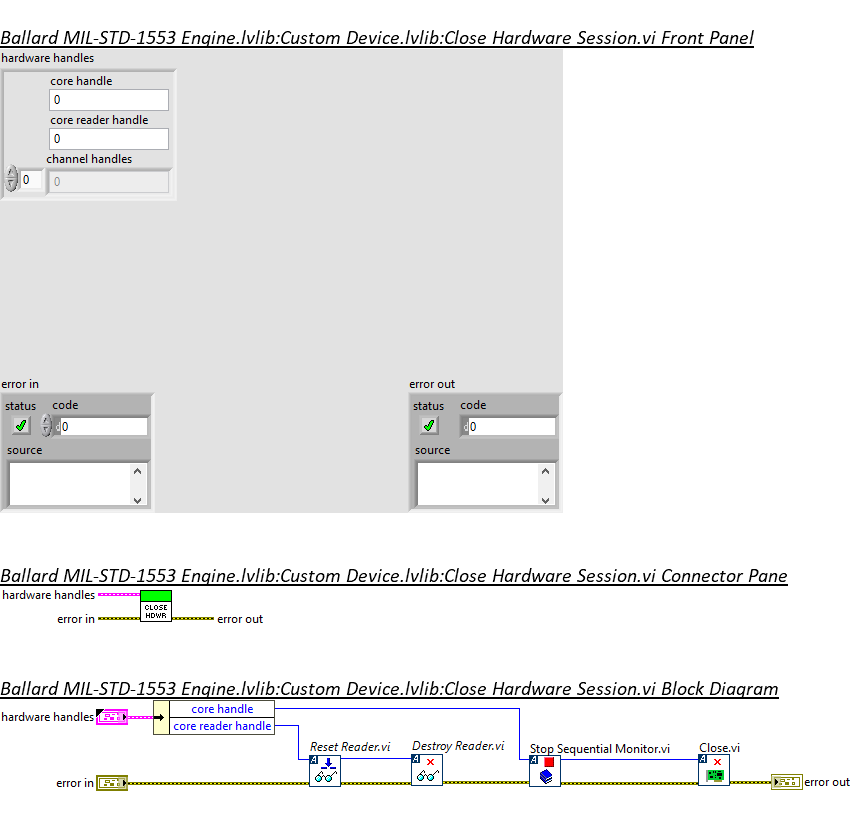 Ballard MIL-STD-1553 Engine.lvlib:Custom Device.lvlib:Close Hardware Session.vi Front Panel
hardware handles
core handle
0
core reader handle
0
channel handles
0
0
error in
error out
status code
status code
d0
d0
source
source
Ballard MIL-STD-1553 Engine.lvlib:Custom Device.lvlib:Close Hardware Session.vi Connector Pane
hardware handles
CLOSE
HDWR
error in
error out
Ballard MIL-STD-1553 Engine.lvlib:Custom Device.lvlib:Close Hardware Session.vi Block Diagram
core handle
hardware handles
core reader handle
Reset Reader.vi
Destroy Reader.vi
Stop Sequential Monitor.vi
Close.vi
A
A
A
A
error in
error out